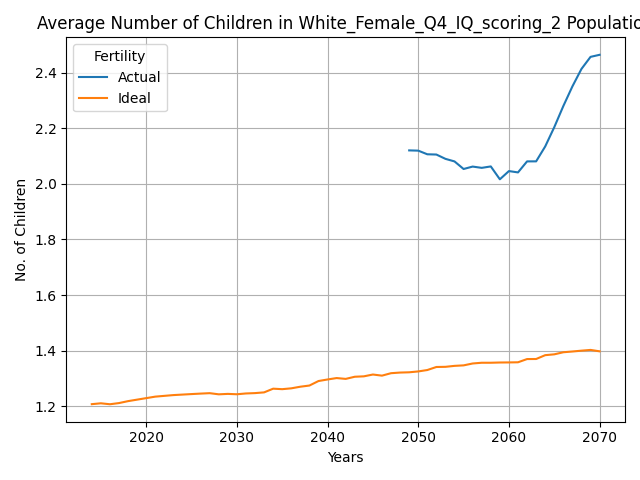 Average Number of Children in White_Female_Q4_IQ_scoring_2 Populatio
Fertility
Actual
Ideal
2.4
2.2
2.0
1.8
1.6
1.4
1.2
No. of Children
2020
2030
2040
2050
2060
2070
Years